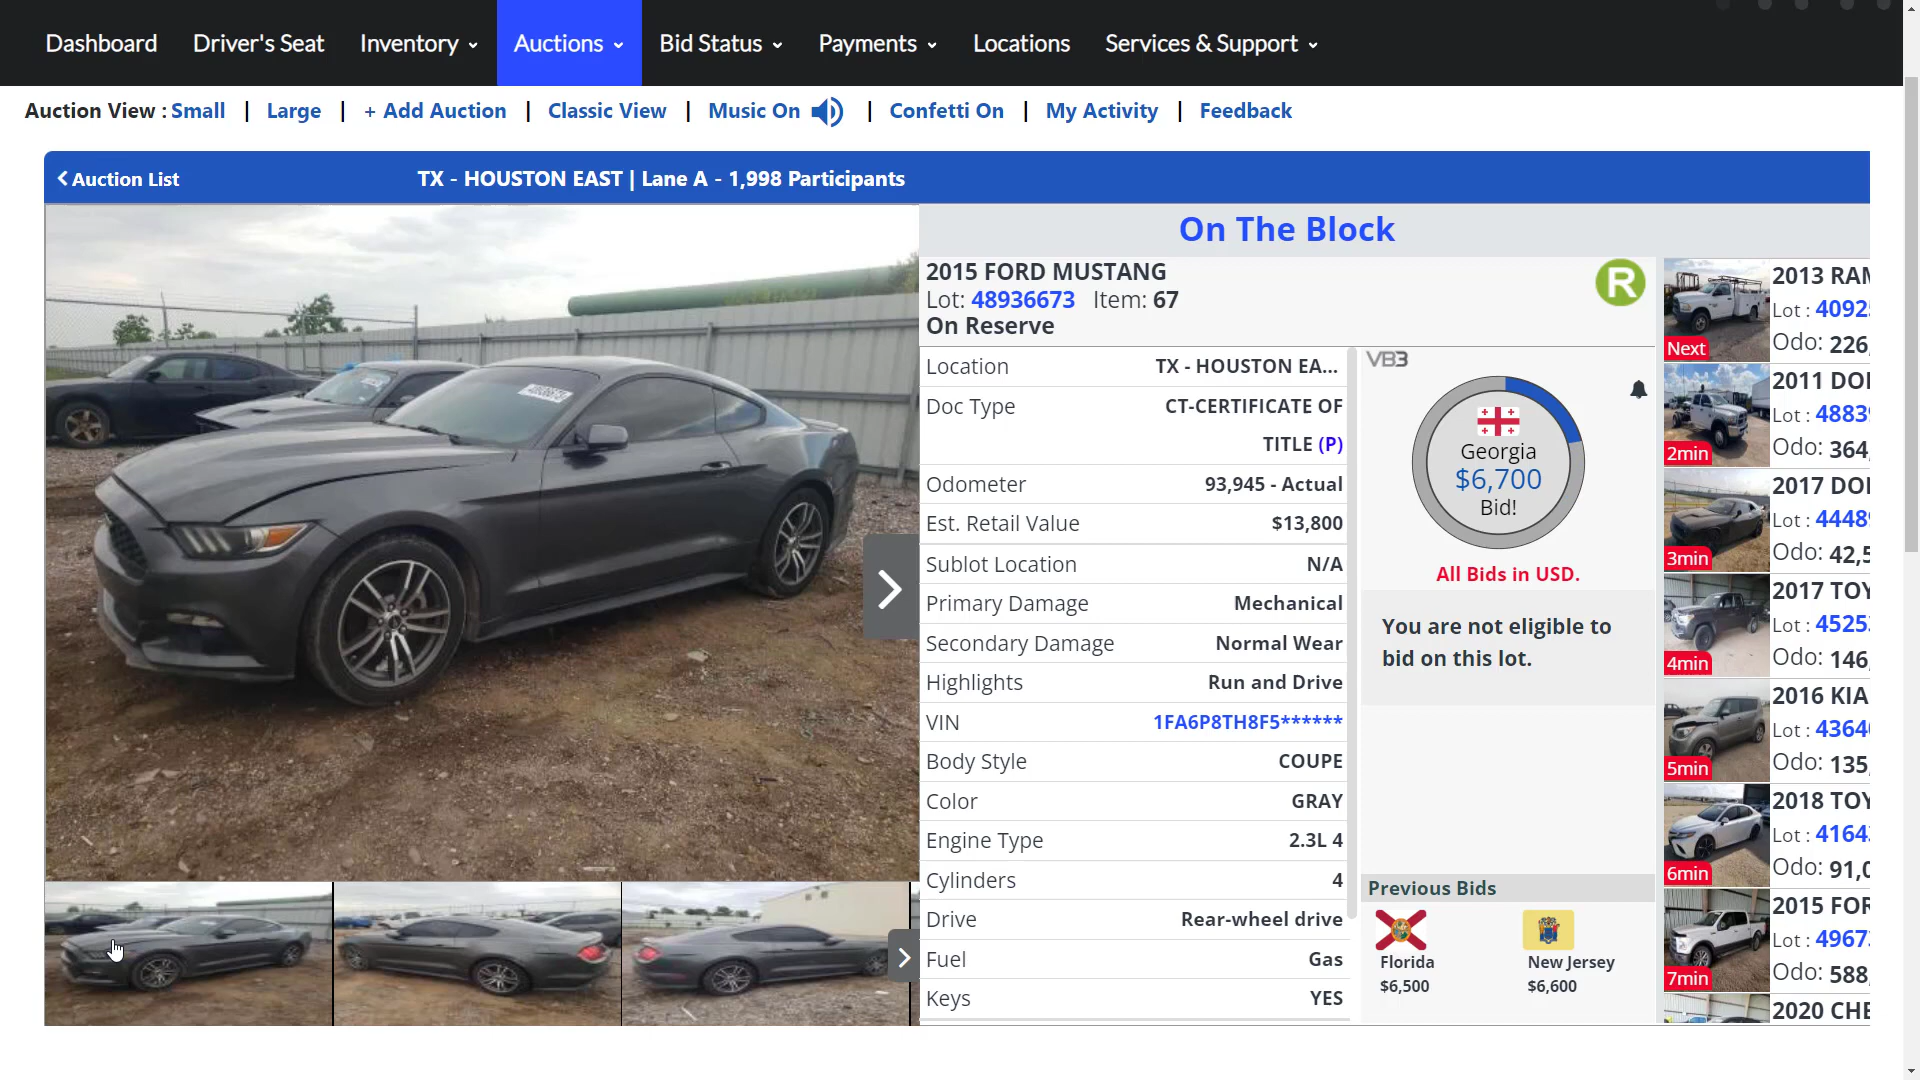 Dashboard
Driver's Seat
Inventory
Auctions
Bid Status
Payments
Locations
Services & Support
Auction View : Small | Large | + Add Auction | Classic View | Music On | Confetti On | My Activity | Feedback
Auction List
TX - HOUSTON EAST | Lane A - 1,998 Participants
On The Block
2015 FORD MUSTANG
Lot: 48936673 Item: 67
On Reserve
R
Location TX - HOUSTON EA...
Doc Type CT-CERTIFICATE OF
TITLE (P)
Odometer 93,945 - Actual
Est. Retail Value $13,800
Sublot Location N/A
Primary Damage Mechanical
Secondary Damage Normal Wear
Highlights Run and Drive
VIN 1FA6P8TH8F5******
Body Style COUPE
Color GRAY
Engine Type 2.3L 4
Cylinders 4
Drive Rear-wheel drive
Fuel Gas
Keys YES
VB3
Georgia
$6,700
Bid!
All Bids in USD.
You are not eligible to
bid on this lot.
Previous Bids
Florida
$6,500
New Jersey
$6,600
Next
2013 RAM
Lot : 4092
Odo: 226,
2min
2011 DO
Lot : 4883
Odo: 364,
3min
2017 DO
Lot : 4448
Odo: 42,5
4min
2017 TOY
Lot : 4525
Odo: 146,
5min
2016 KIA
Lot : 4364
Odo: 135,
6min
2018 TOY
Lot : 4164
Odo: 91,0
7min
2015 FOR
Lot : 4967
Odo: 588,
2020 CHE